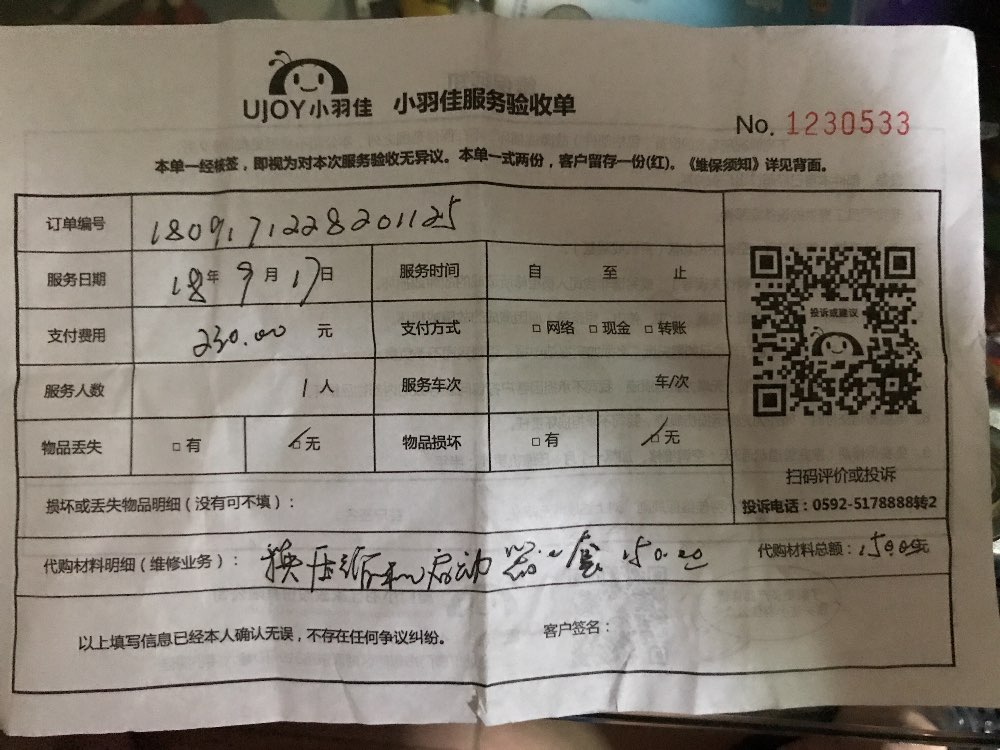 UJOY小羽佳 小羽佳服务验收单
No. 1230533
本单一经核签，即视为对本次服务验收无异议。本单一式两份，客户留存一份(红)。《维保须知》详见背面。
订单编号 1809171228201125
服务日期 18年 9月 17日 服务时间 自 至 止
支付费用 230.00 元 支付方式 □ 网络 □ 现金 □ 转账
投诉或建议
服务人数 1人 服务车次 车/次
物品丢失 □ 有 □ 无 物品损坏 □ 有 □ 无
扫码评价或投诉
投诉电话：0592-5178888转2
损坏或丢失物品明细（没有可不填）：
代购材料明细（维修业务）： 换压缩机启动器 一套 150.00 代购材料总额：150.00元
以上填写信息已经本人确认无误，不存在任何争议纠纷。 客户签名：